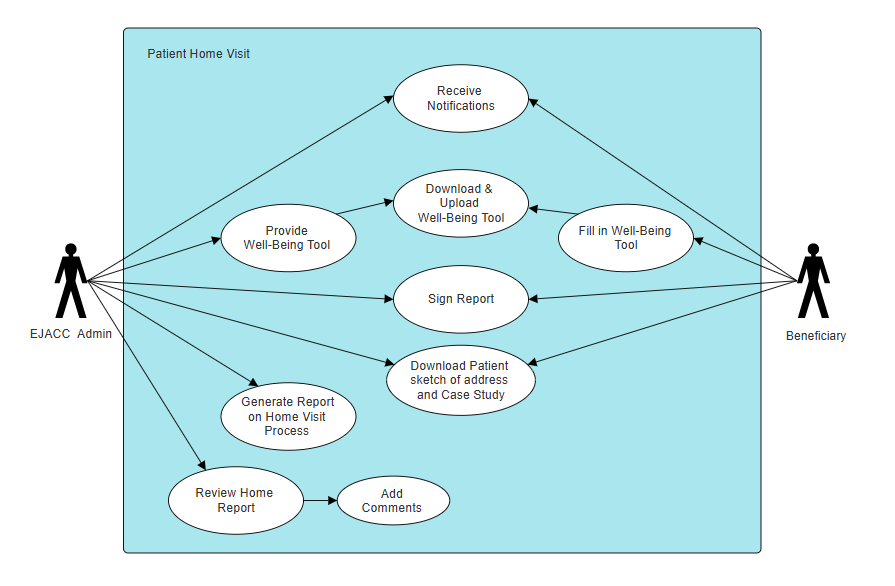 Patient Home Visit
Receive
Notifications
Download &
Upload
Well-Being Tool
Provide
Well-Being Tool
Fill in Well-Being
Tool
Sign Report
EJACC  Admin
Beneficiary
Download Patient
sketch of address
and Case Study
Generate Report
on Home Visit
Process
Review Home
Report
Add
Comments